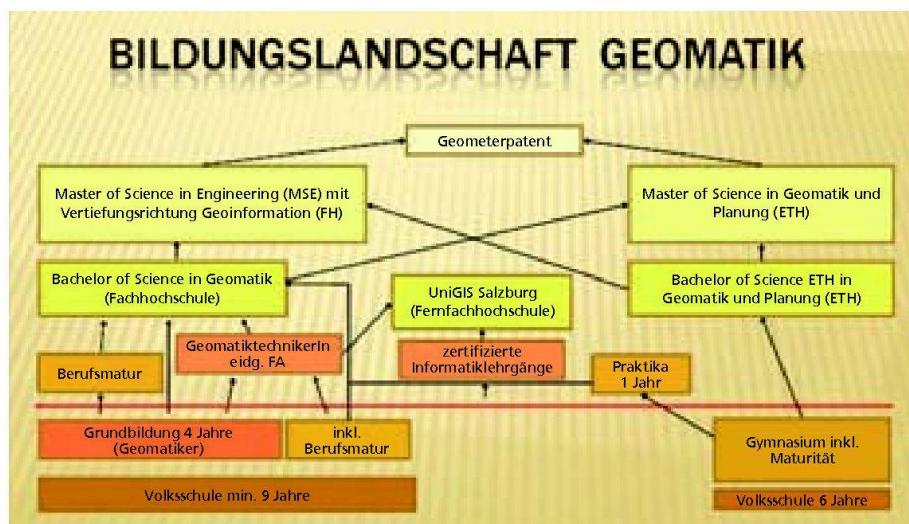 BILDUNGSLANDSCHAFT GEOMATIK
Geometerpatent
Master of Science in Engineering (MSE) mit
Vertiefungsrichtung Geoinformation (FH)
Master of Science in Geomatik und
Planung (ETH)
Bachelor of Science in Geomatik
(Fachhochschule)
UniGIS Salzburg
(Fernfachhochschule)
Bachelor of Science ETH in
Geomatik und Planung (ETH)
Berufsmatur
GeomatiktechnikerIn
eidg. FA
zertifizierte
Informatiklehrgänge
Praktika
1 Jahr
Grundbildung 4 Jahre
(Geomatiker)
inkl.
Berufsmatur
Gymnasium inkl.
Maturität
Volksschule min. 9 Jahre
Volksschule 6 Jahre